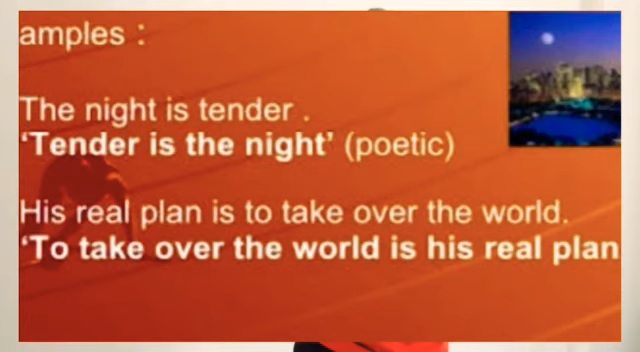 amples :
The night is tender .
‘Tender is the night’ (poetic)
His real plan is to take over the world.
‘To take over the world is his real plan